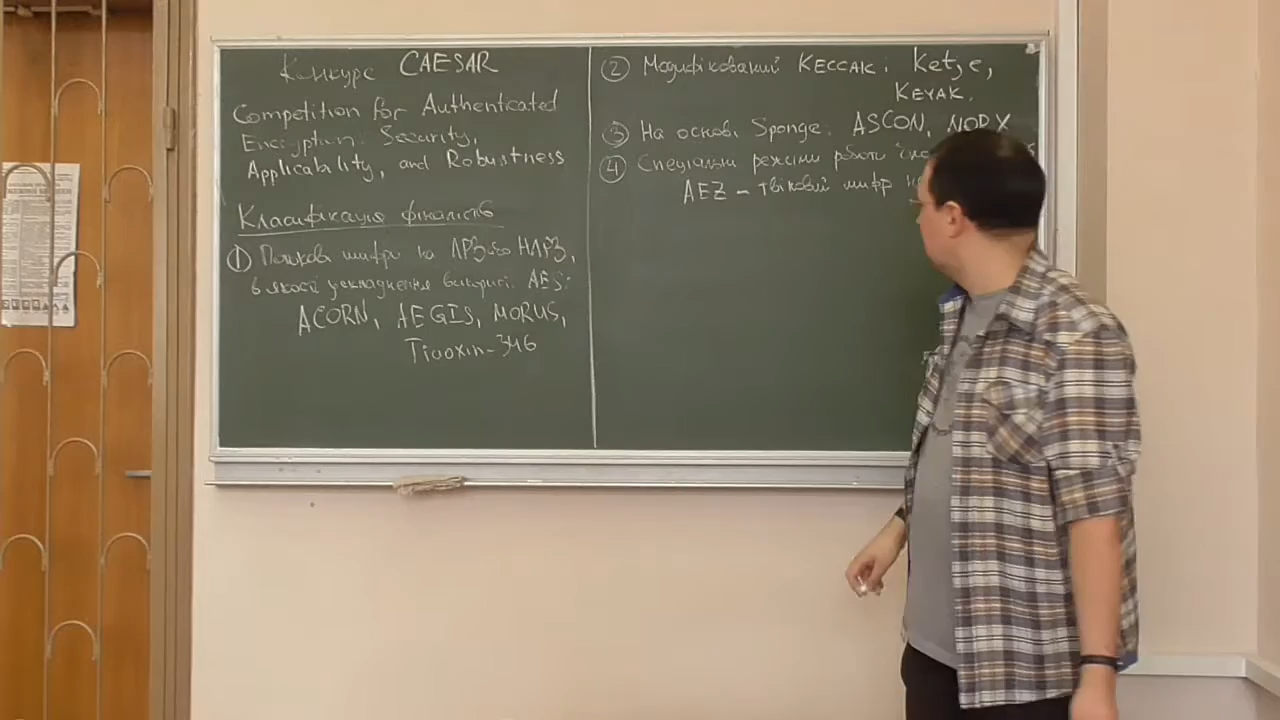 Конкурс CAESAR
Competition for Authenticated
Encryption: Security,
Applicability, and Robustness
Класифікація фіналістів
① Потокові шифри на ЛРЗ або НЛРЗ,
в якості ускладнення використ. AES:
ACORN, AEGIS, MORUS,
Tiaoxin-346
② Модифікований KECCAK: Ketje,
KEYAK.
③ На основі Sponge: ASCON, NORX
④ Спеціальні режими роботи
AEZ – твіковий шифр